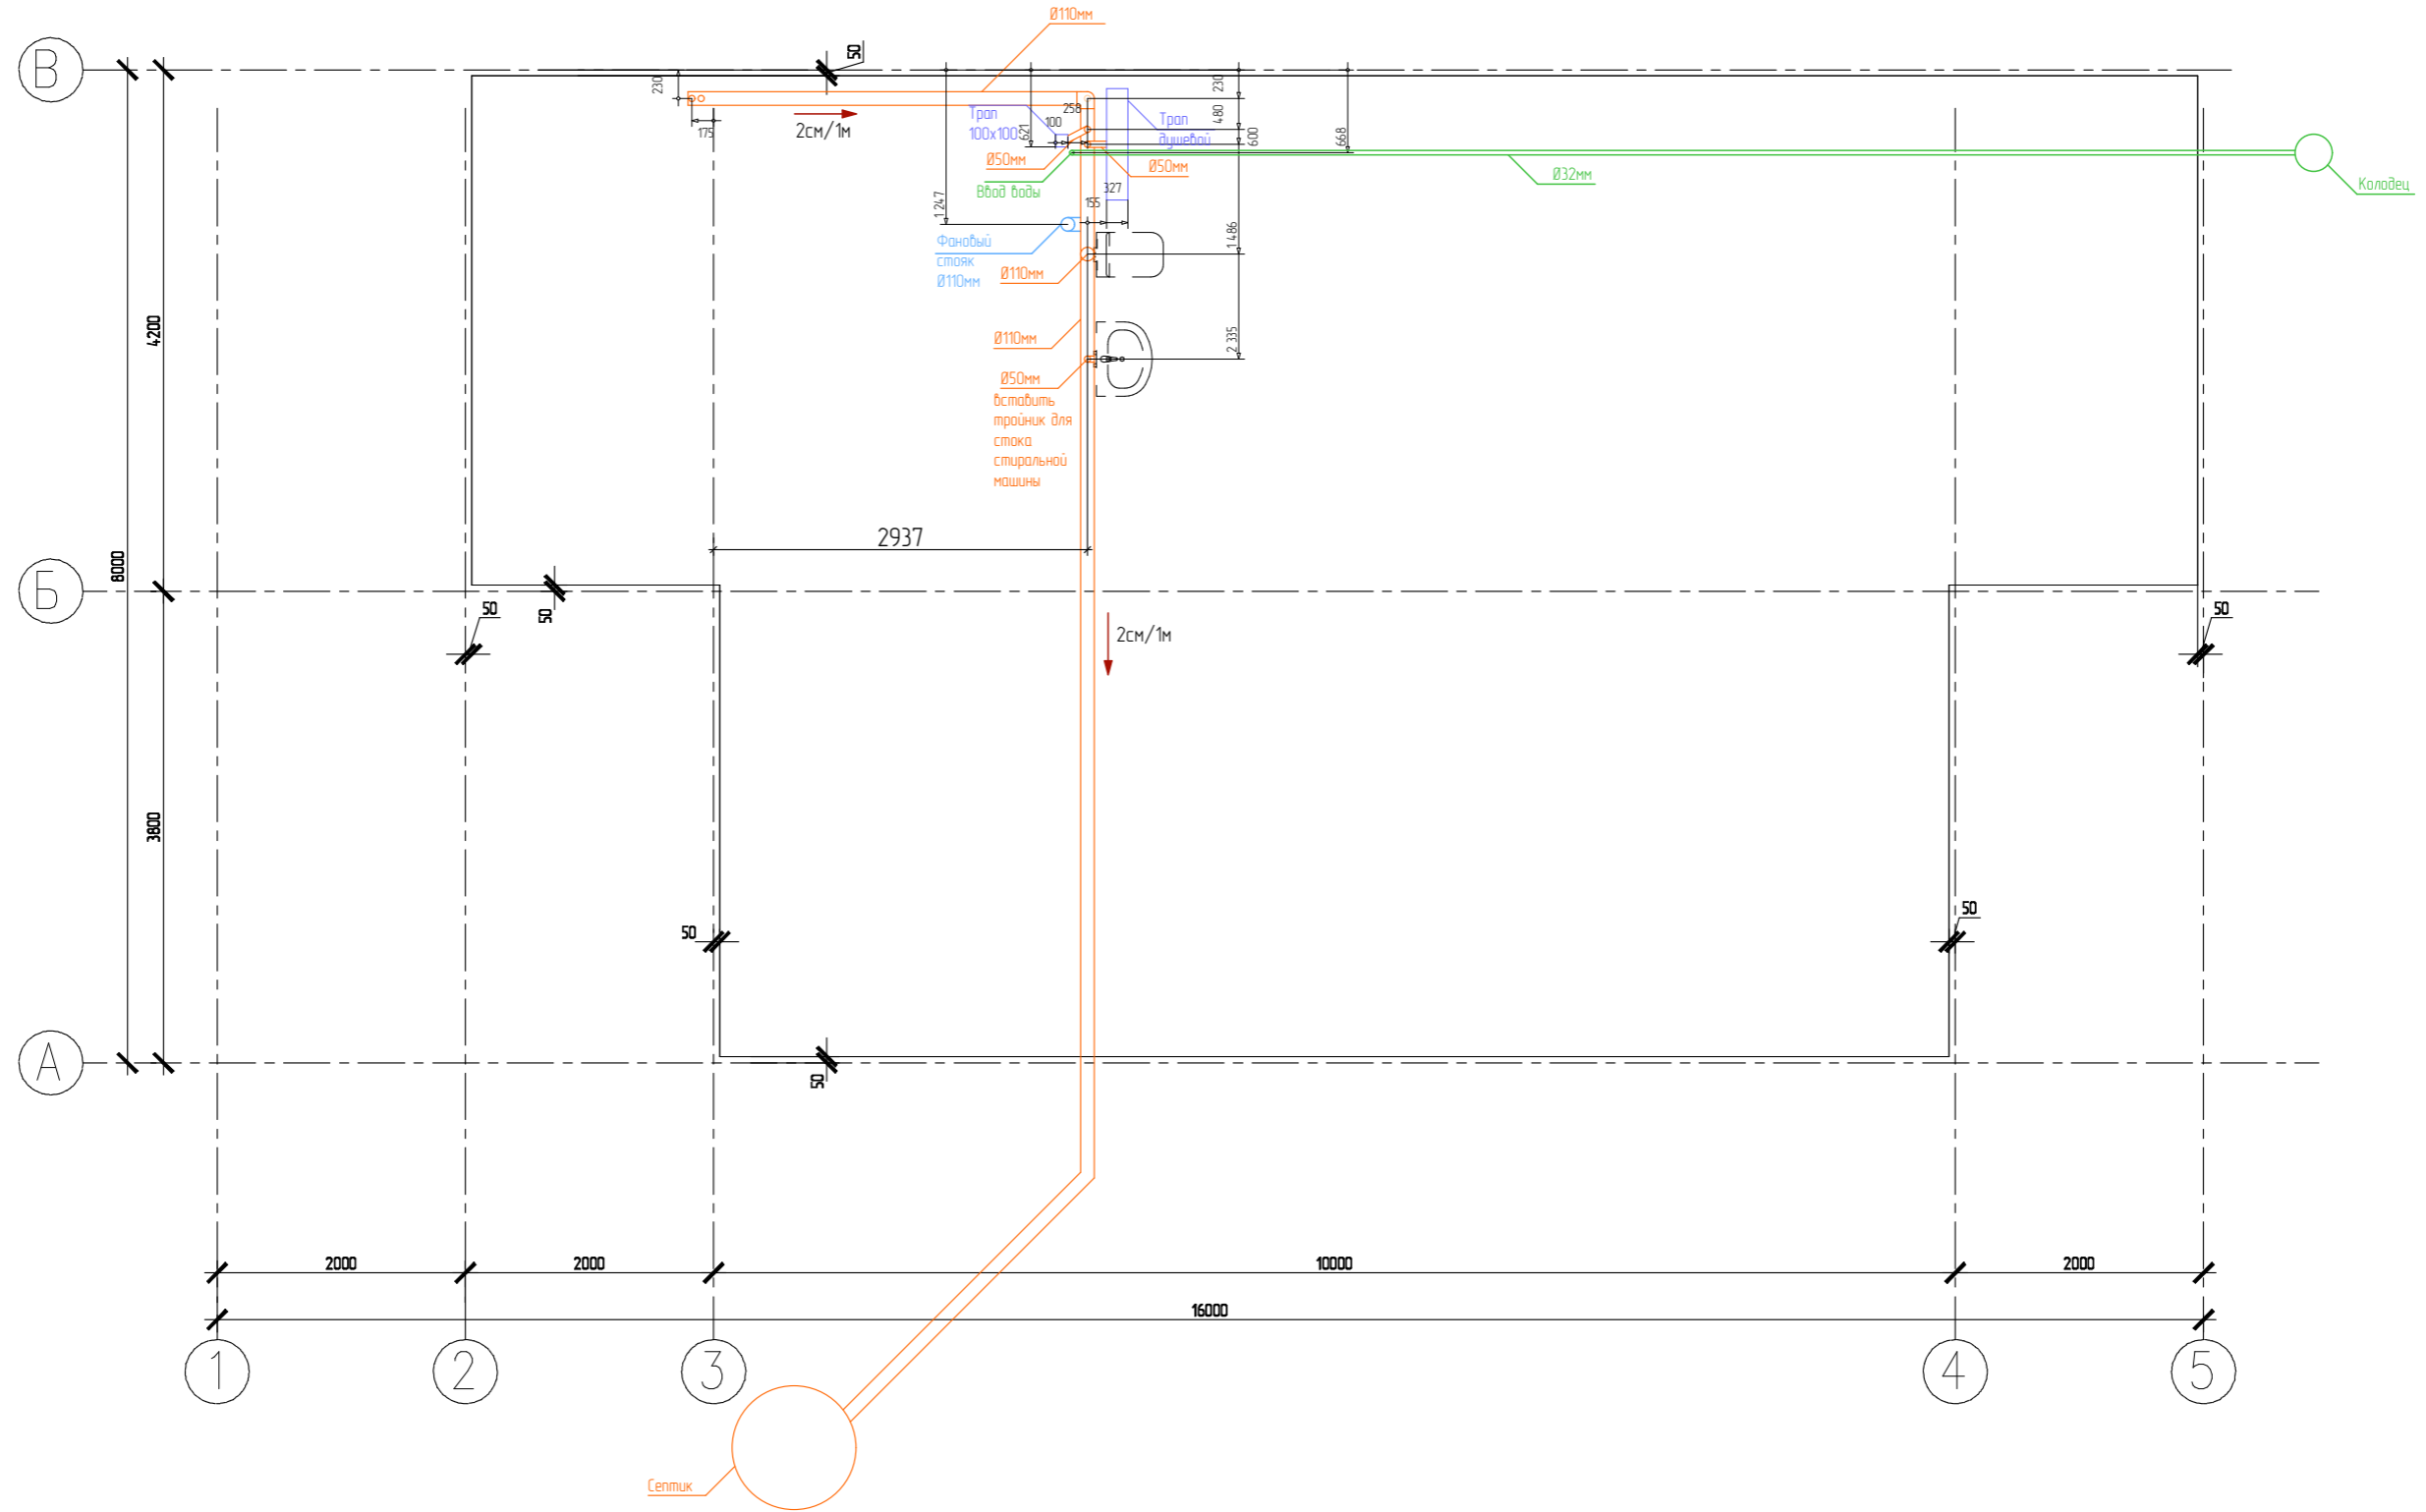 Ø110мм
В
50
230
230
2см/1м
175
Трап
100х100
258
100
621
480
600
668
Трап
душевой
Ø50мм
Ø50мм
Ввод воды
Ø32мм
Колодец
327
155
1 247
1 486
Фановый
стояк
Ø110мм
Ø110мм
4200
Ø110мм
2 335
Ø50мм
вставить
тройник для
стока
стиральной
машины
2937
8000
Б
50
50
50
2см/1м
3800
50
50
А
50
2000
2000
10000
2000
16000
1
2
3
4
5
Септик